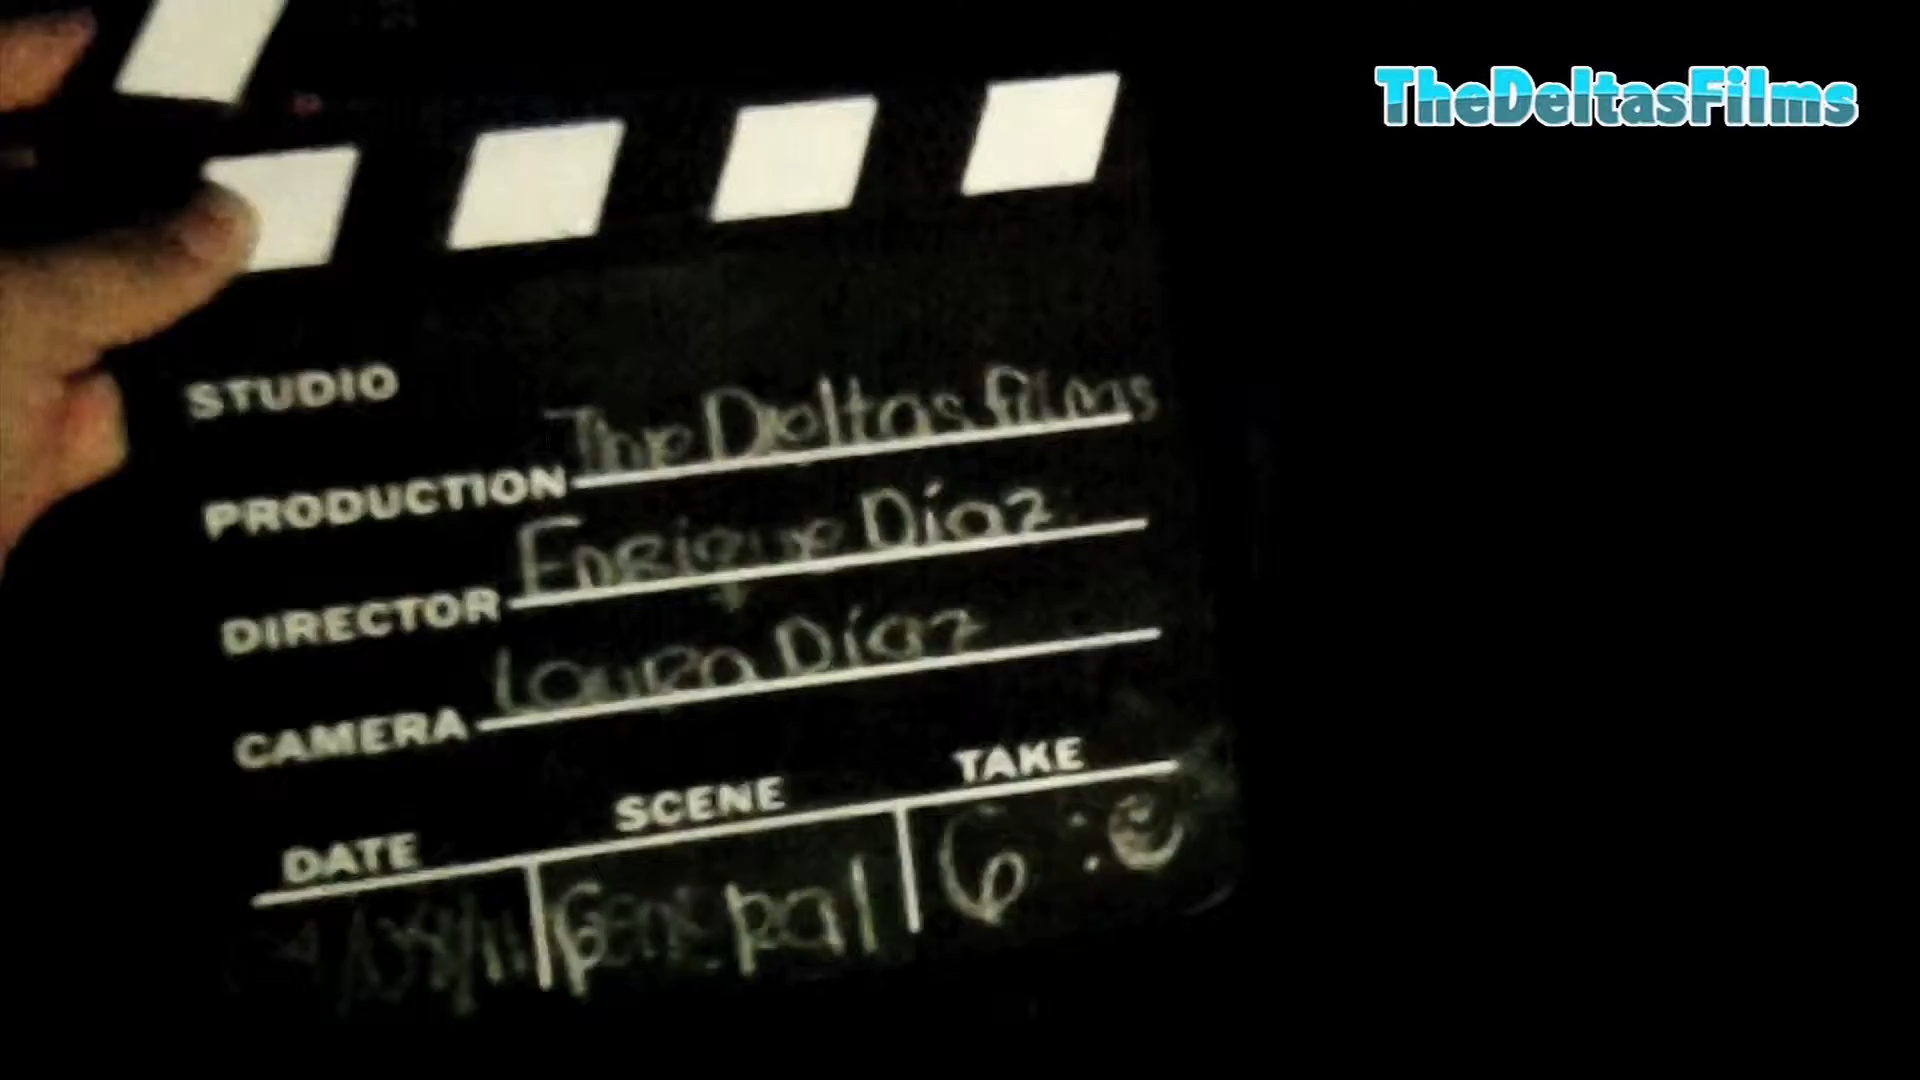 TheDeltasFilms
STUDIO
PRODUCTION TheDeltasfilms
DIRECTOR Enrique Díaz
CAMERA Laura Díaz
DATE SCENE TAKE
General 6